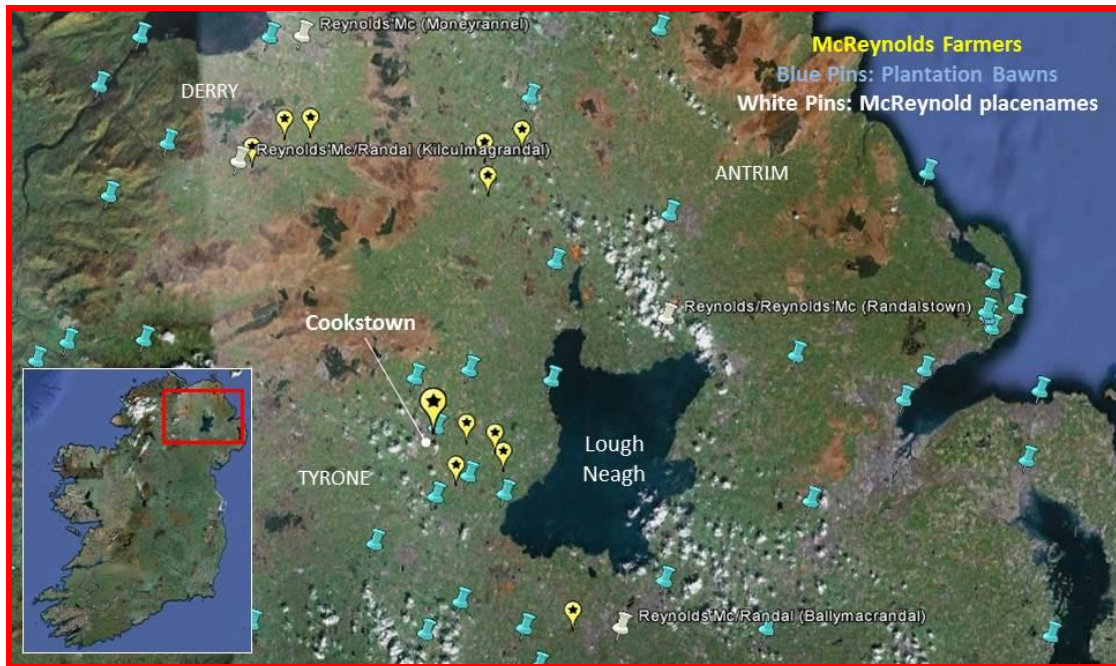 Reynolds Mc (Moneyrannel)
McReynolds Farmers
Blue Pins: Plantation Bawns
White Pins: McReynold placenames
DERRY
Reynolds Mc/Randal (Kilculmagrandal)
ANTRIM
Reynolds/Reynolds Mc (Randalstown)
Cookstown
Lough
Neagh
TYRONE
Reynolds Mc/Randal (Ballymacrandal)